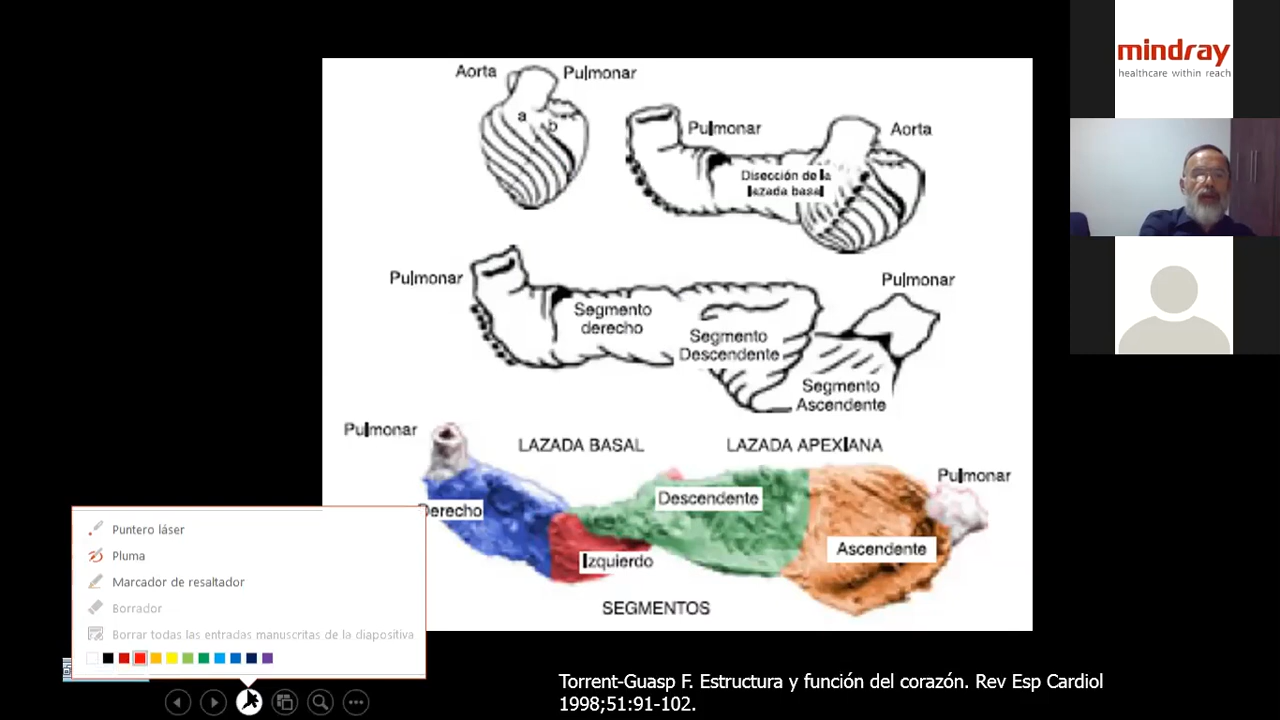 Aorta
Pulmonar
a
b
Pulmonar
Aorta
Disección de la
lazada basal
Pulmonar
Pulmonar
Segmento
derecho
Segmento
Descendente
Segmento
Ascendente
Pulmonar
LAZADA BASAL
LAZADA APEXIANA
Pulmonar
Derecho
Descendente
Izquierdo
Ascendente
SEGMENTOS
Torrent-Guasp F. Estructura y función del corazón. Rev Esp Cardiol
1998;51:91-102.
Puntero láser
Pluma
Marcador de resaltador
Borrador
Borrar todas las entradas manuscritas de la diapositiva
mindray
healthcare within reach